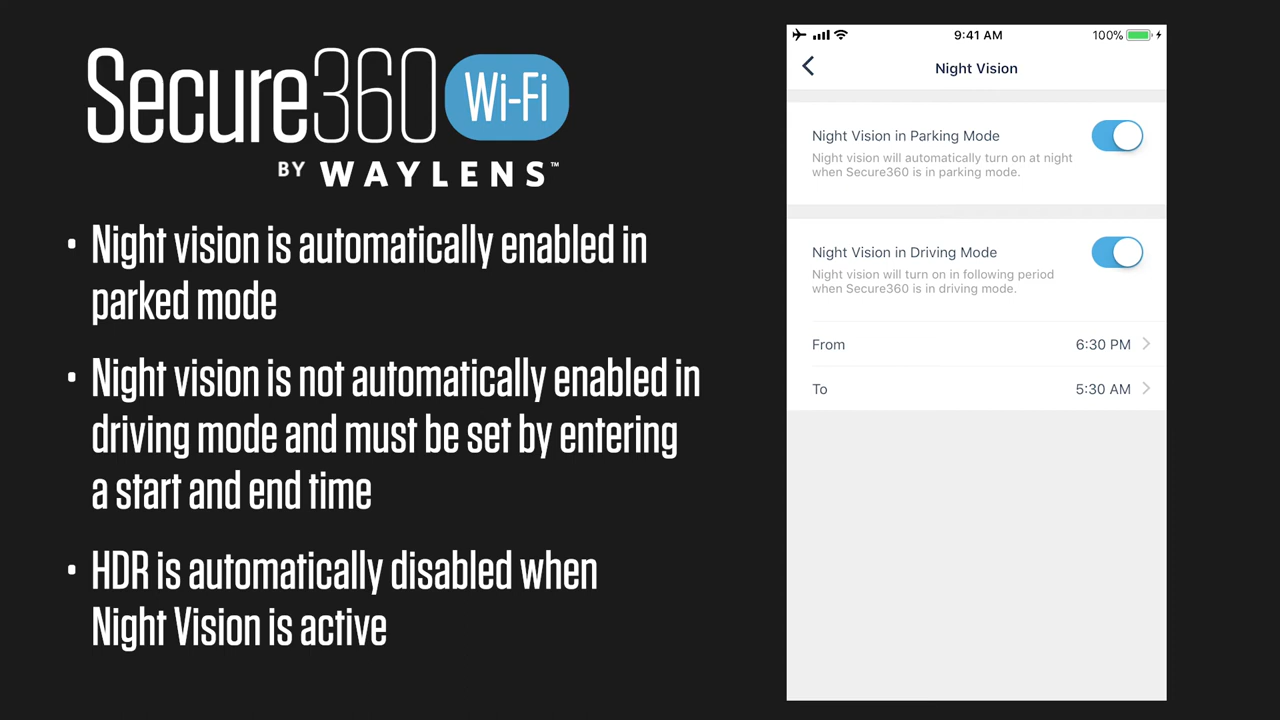 Secure360 Wi-Fi
BY WAYLENS™
• Night vision is automatically enabled in
parked mode
• Night vision is not automatically enabled in
driving mode and must be set by entering
a start and end time
• HDR is automatically disabled when
Night Vision is active
9:41 AM
100%
Night Vision
Night Vision in Parking Mode
Night vision will automatically turn on at night
when Secure360 is in parking mode.
Night Vision in Driving Mode
Night vision will turn on in following period
when Secure360 is in driving mode.
From 6:30 PM
To 5:30 AM